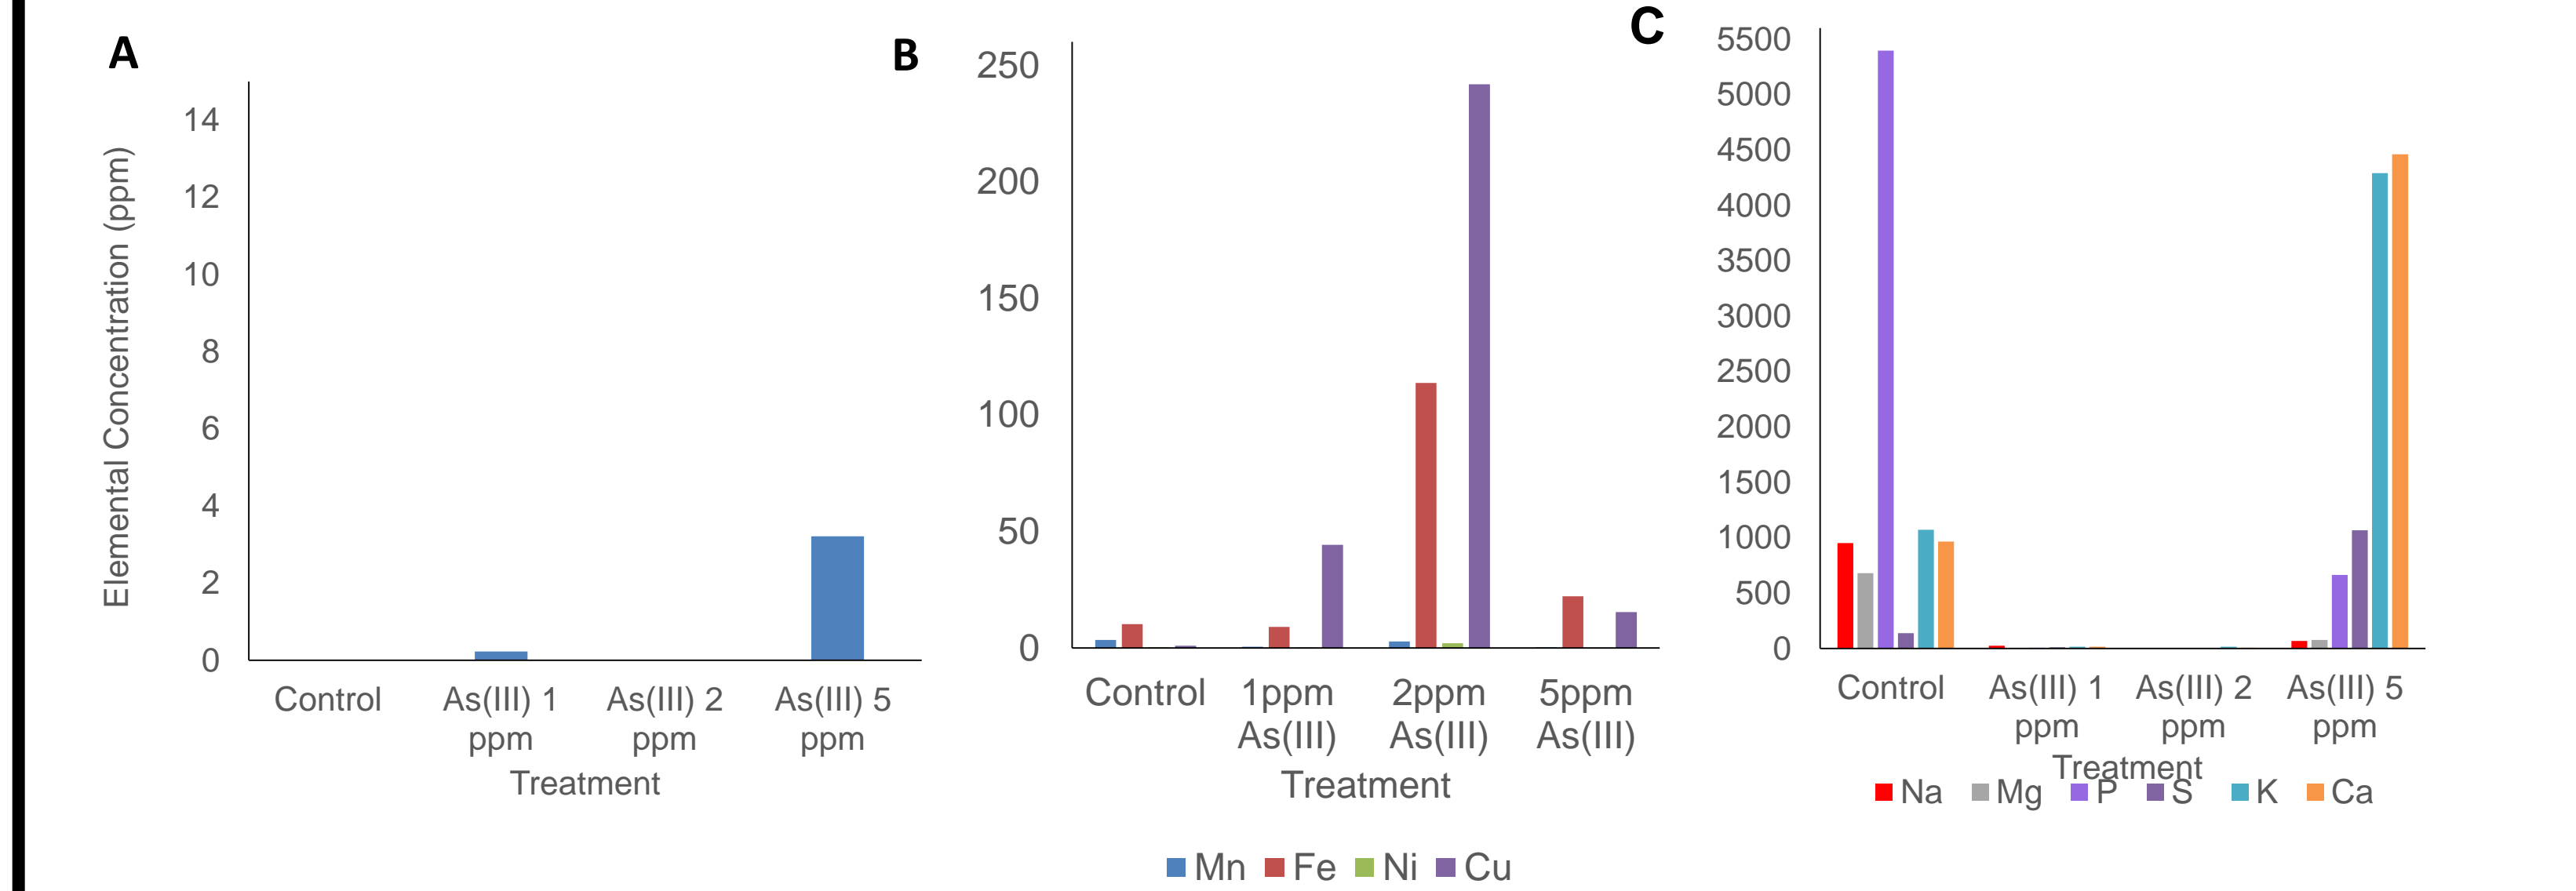 A
Elemental Concentration (ppm)
14
12
10
8
6
4
2
0
Control
As(III) 1
ppm
As(III) 2
ppm
As(III) 5
ppm
Treatment
B
250
200
150
100
50
0
Control
1ppm
As(III)
2ppm
As(III)
5ppm
As(III)
Treatment
Mn Fe Ni Cu
C
5500
5000
4500
4000
3500
3000
2500
2000
1500
1000
500
0
Control
As(III) 1
ppm
As(III) 2
ppm
As(III) 5
ppm
Treatment
Na Mg P S K Ca